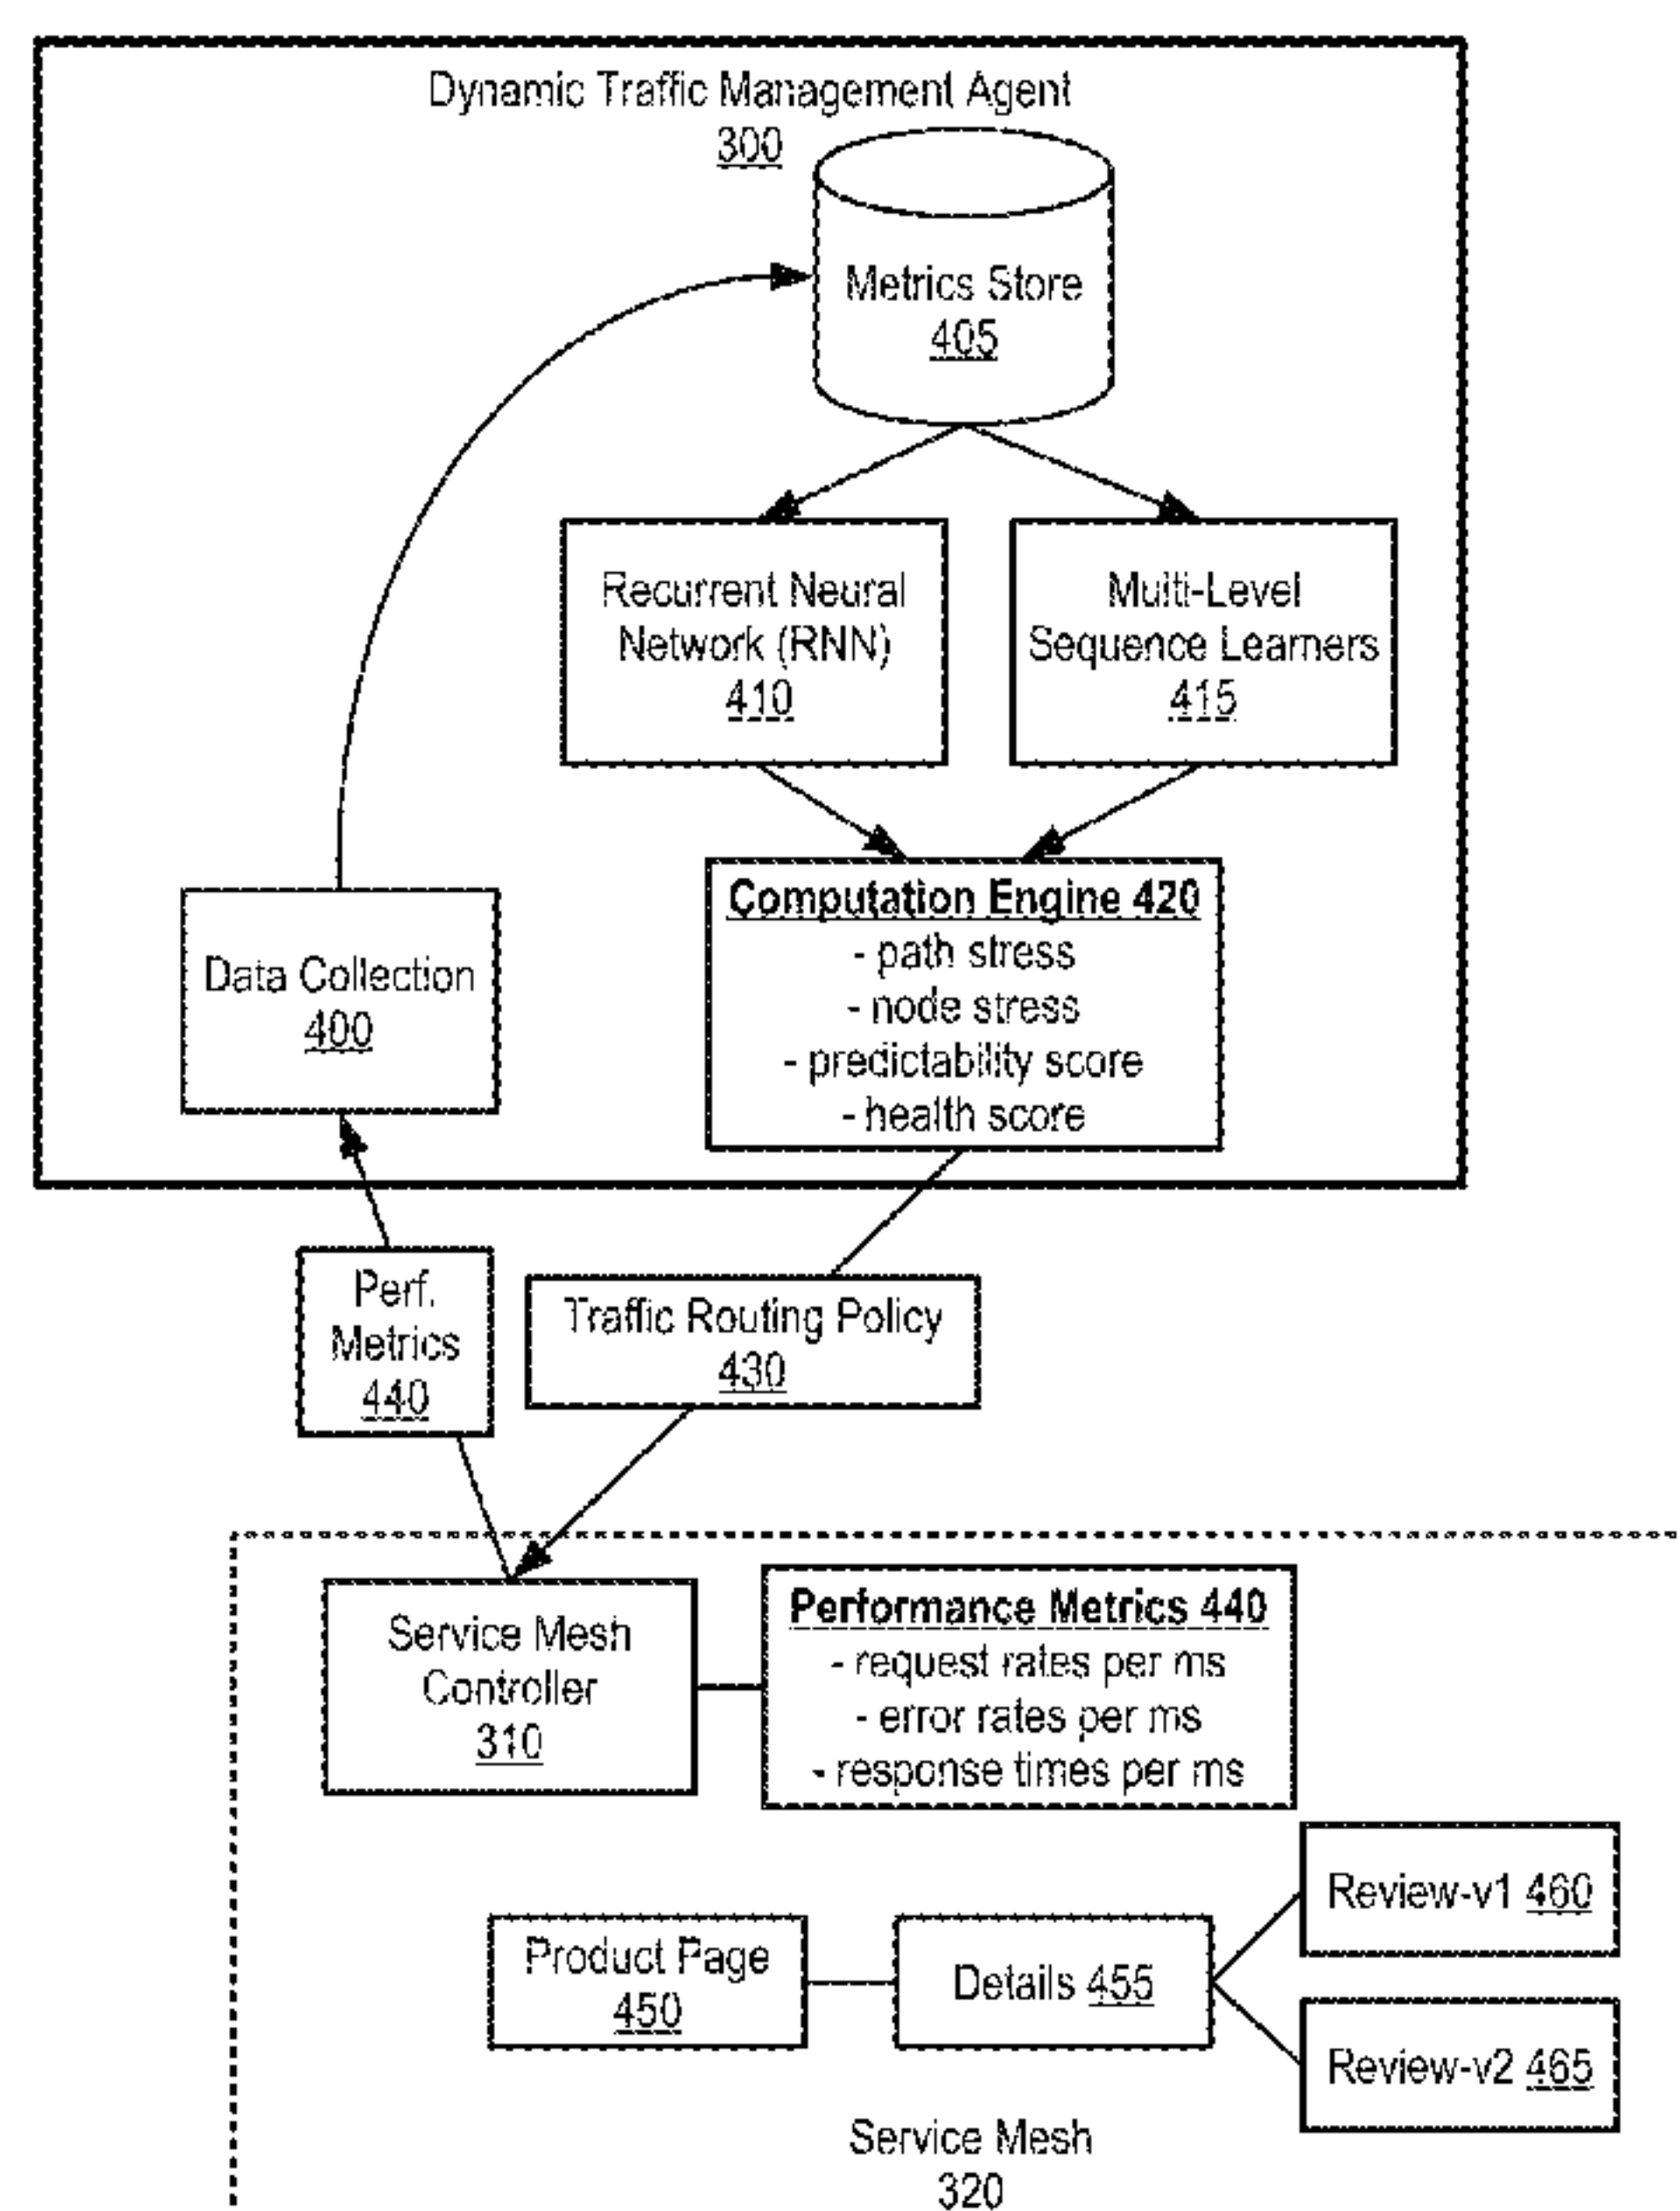 Dynamic Traffic Management Agent
300
Metrics Store
405
Recurrent Neural
Network (RNN)
410
Multi-Level
Sequence Learners
415
Computation Engine 420
- path stress
- node stress
- predictability score
- health score
Data Collection
400
Perf.
Metrics
440
Traffic Routing Policy
430
Service Mesh
Controller
310
Performance Metrics 440
- request rates per ms
- error rates per ms
- response times per ms
Product Page
450
Details 455
Review-v1 460
Review-v2 465
Service Mesh
320